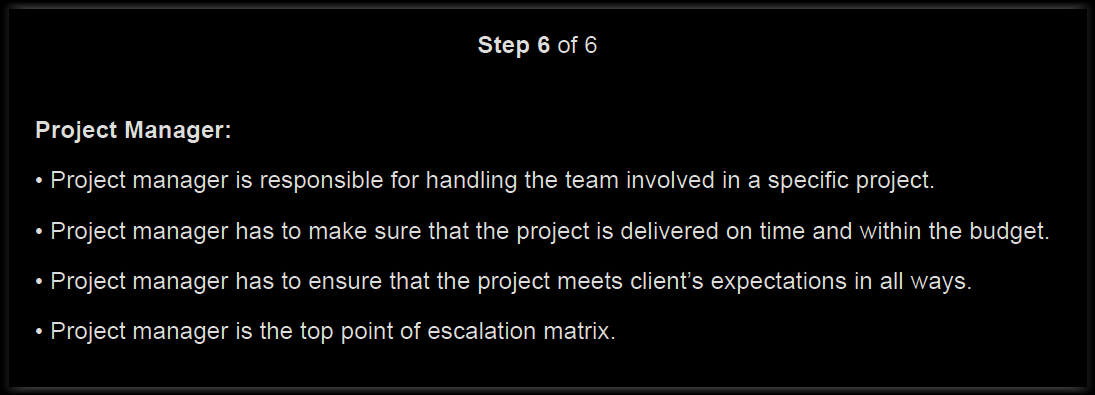 Step 6 of 6
Project Manager:
• Project manager is responsible for handling the team involved in a specific project.
• Project manager has to make sure that the project is delivered on time and within the budget.
• Project manager has to ensure that the project meets client’s expectations in all ways.
• Project manager is the top point of escalation matrix.